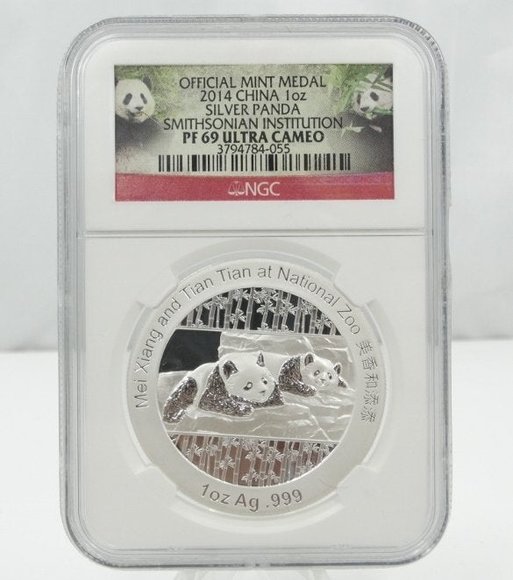 OFFICIAL MINT MEDAL
2014 CHINA 1oz
SILVER PANDA
SMITHSONIAN INSTITUTION
PF 69 ULTRA CAMEO
3794784-055
NGC
Mei Xiang and Tian Tian at National Zoo 美香和添添
1oz Ag .999